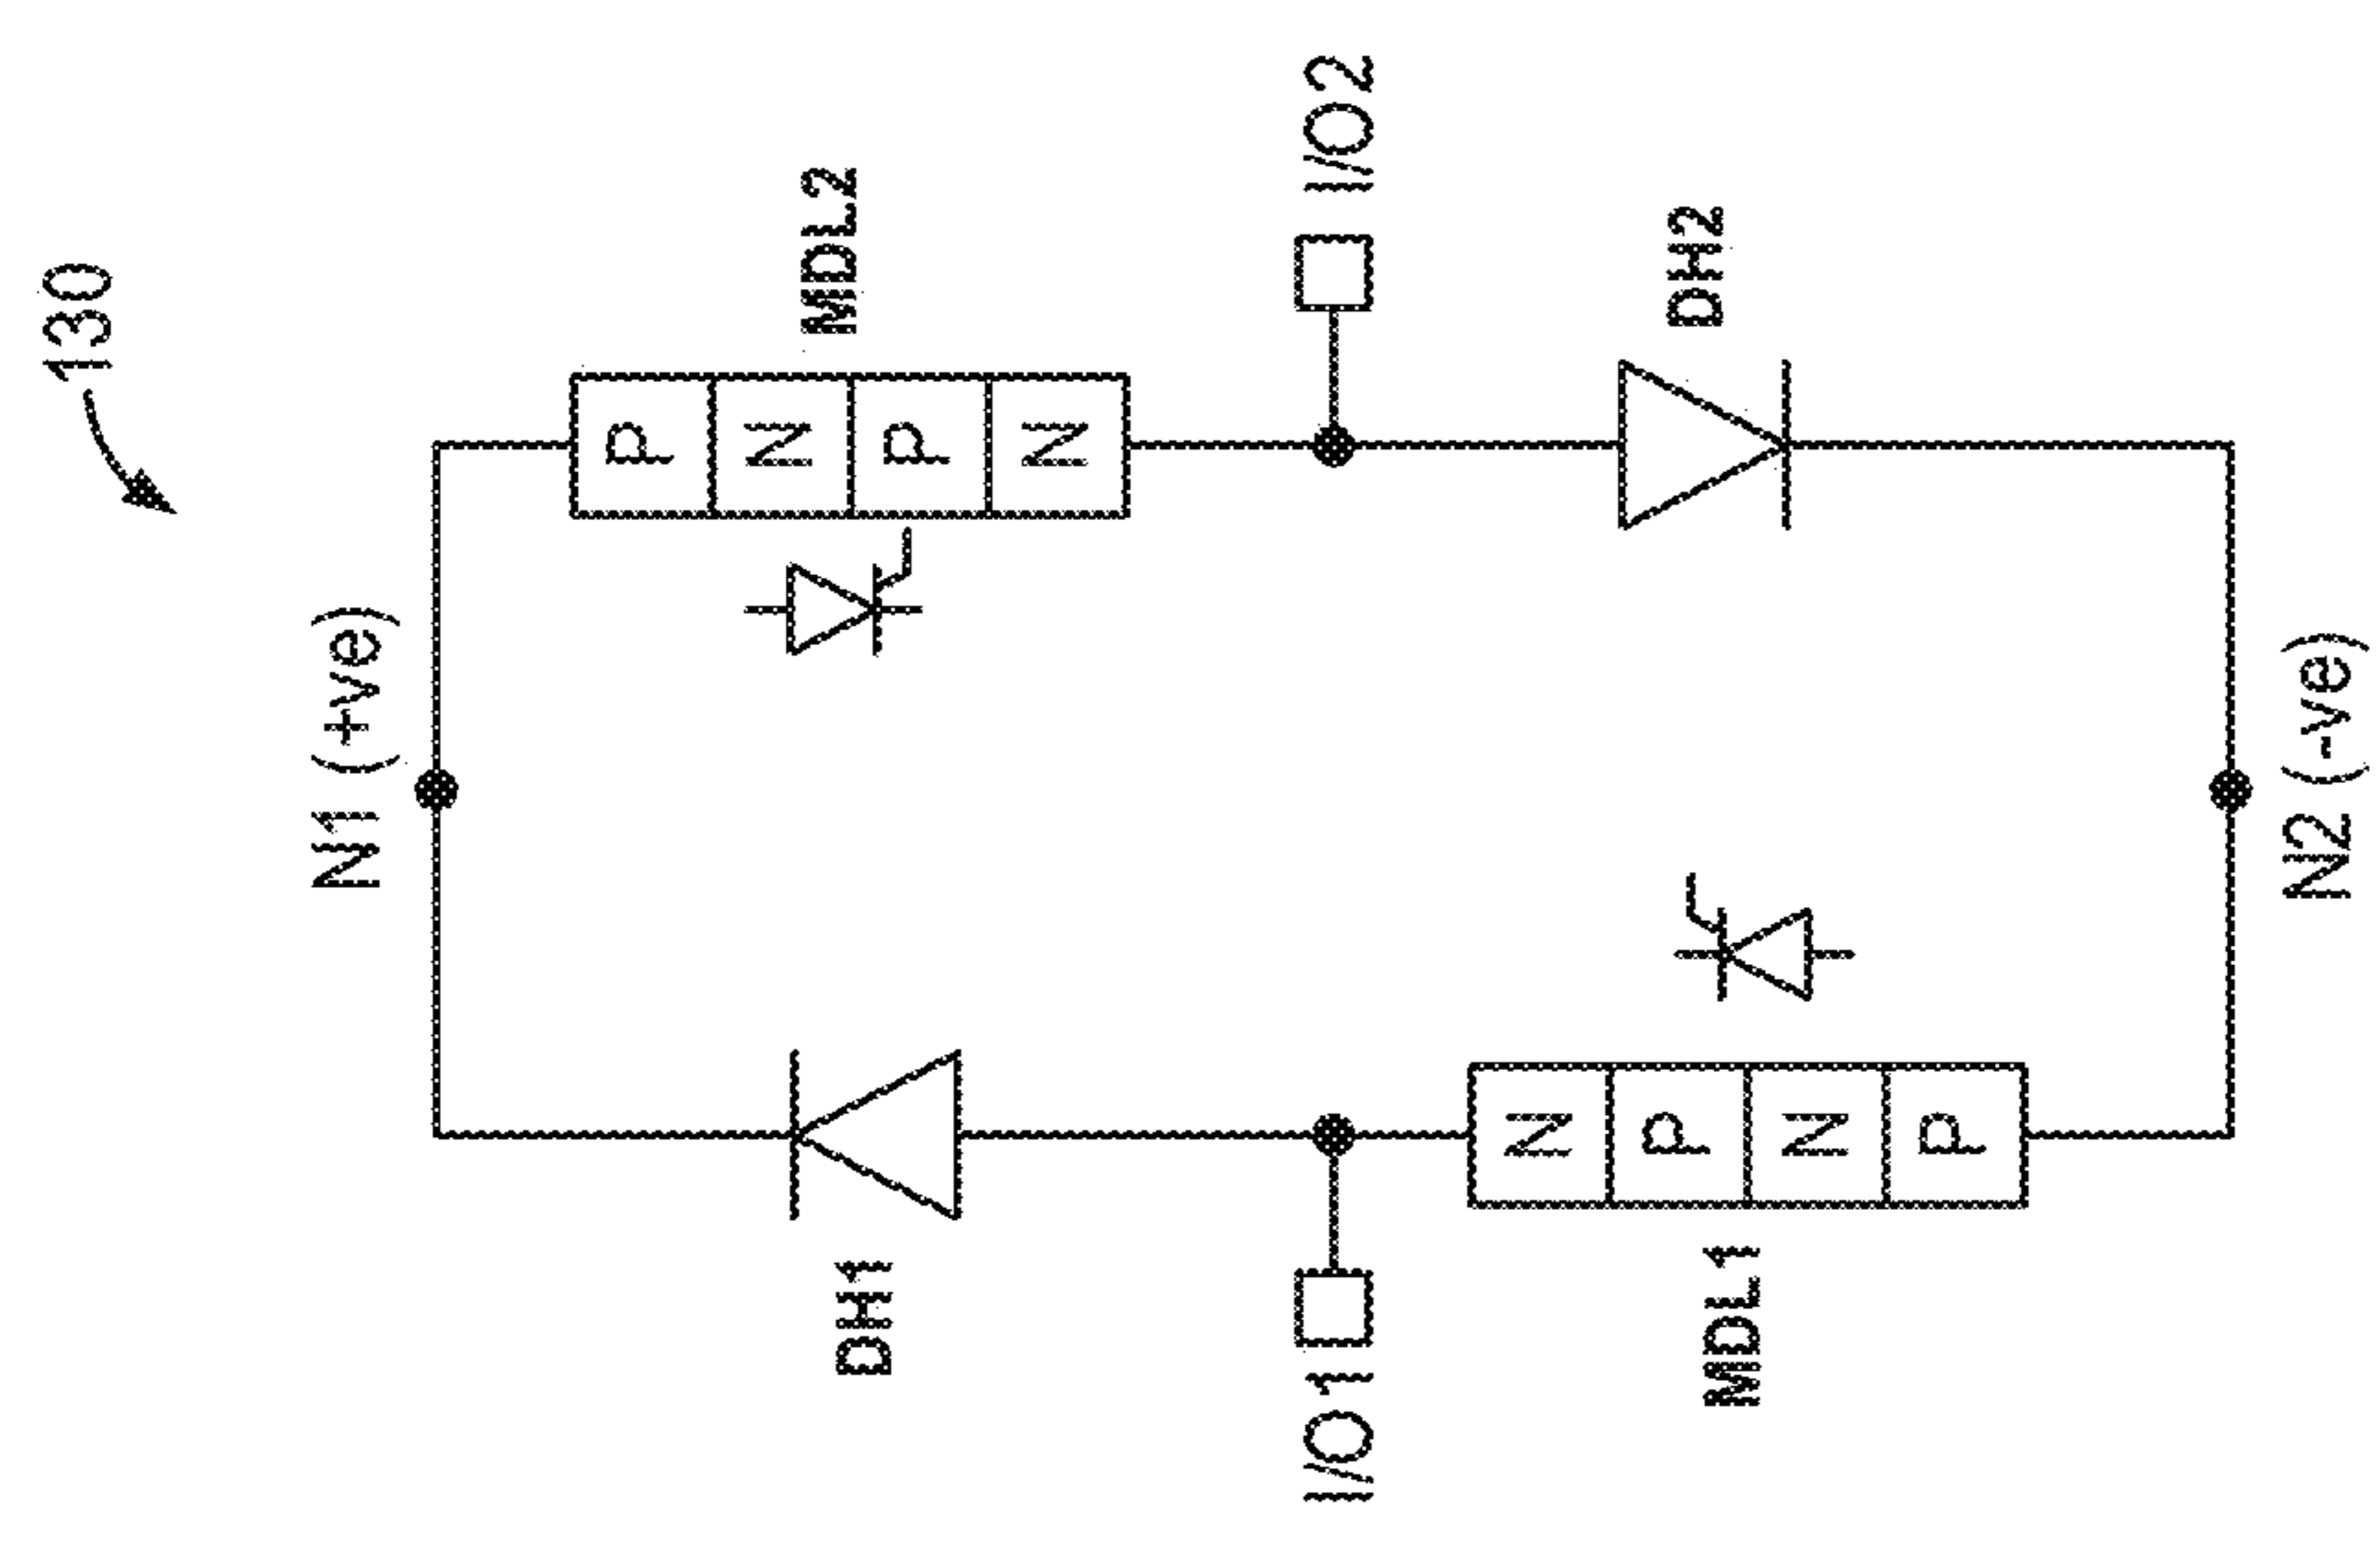 130
N1 (+ve)
DH1
MDL2
P
N
P
N
I/O1
I/O2
MDL1
N
P
N
P
DH2
N2 (-ve)